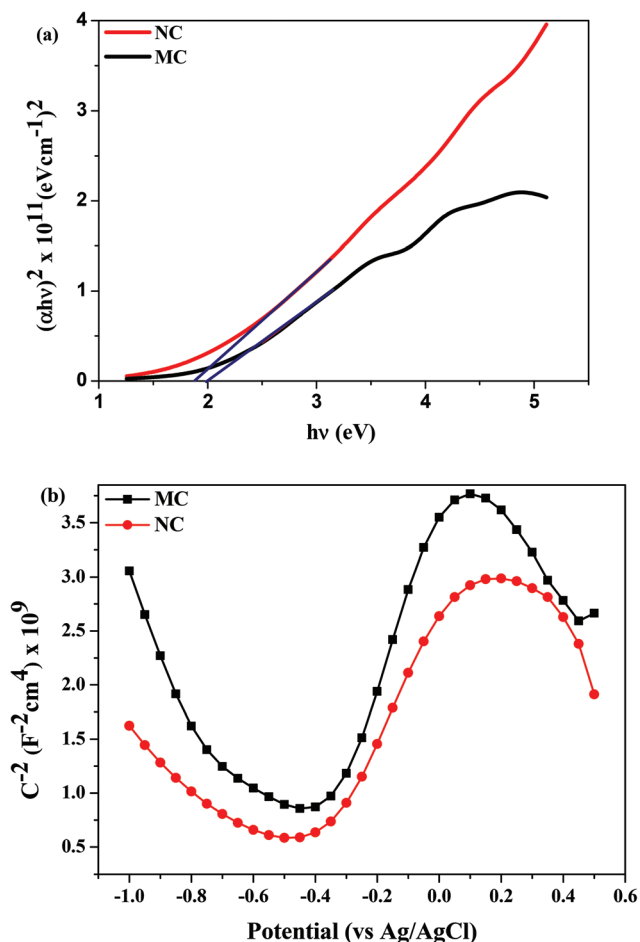 (a)
NC
MC
4
3
2
1
0
1
2
3
4
5
(αhν)² x 10¹¹(eVcm⁻¹)²
hν (eV)
(b)
MC
NC
3.5
3.0
2.5
2.0
1.5
1.0
0.5
-1.0
-0.8
-0.6
-0.4
-0.2
0.0
0.2
0.4
0.6
C⁻² (F⁻²cm⁴) x 10⁹
Potential (vs Ag/AgCl)